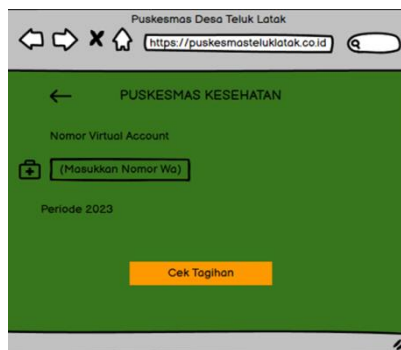 Puskesmas Desa Teluk Latak
https://puskesmasteluklatak.co.id
PUSKESMAS KESEHATAN
Nomor Virtual Account
(Masukkan Nomor Wa)
Periode 2023
Cek Tagihan